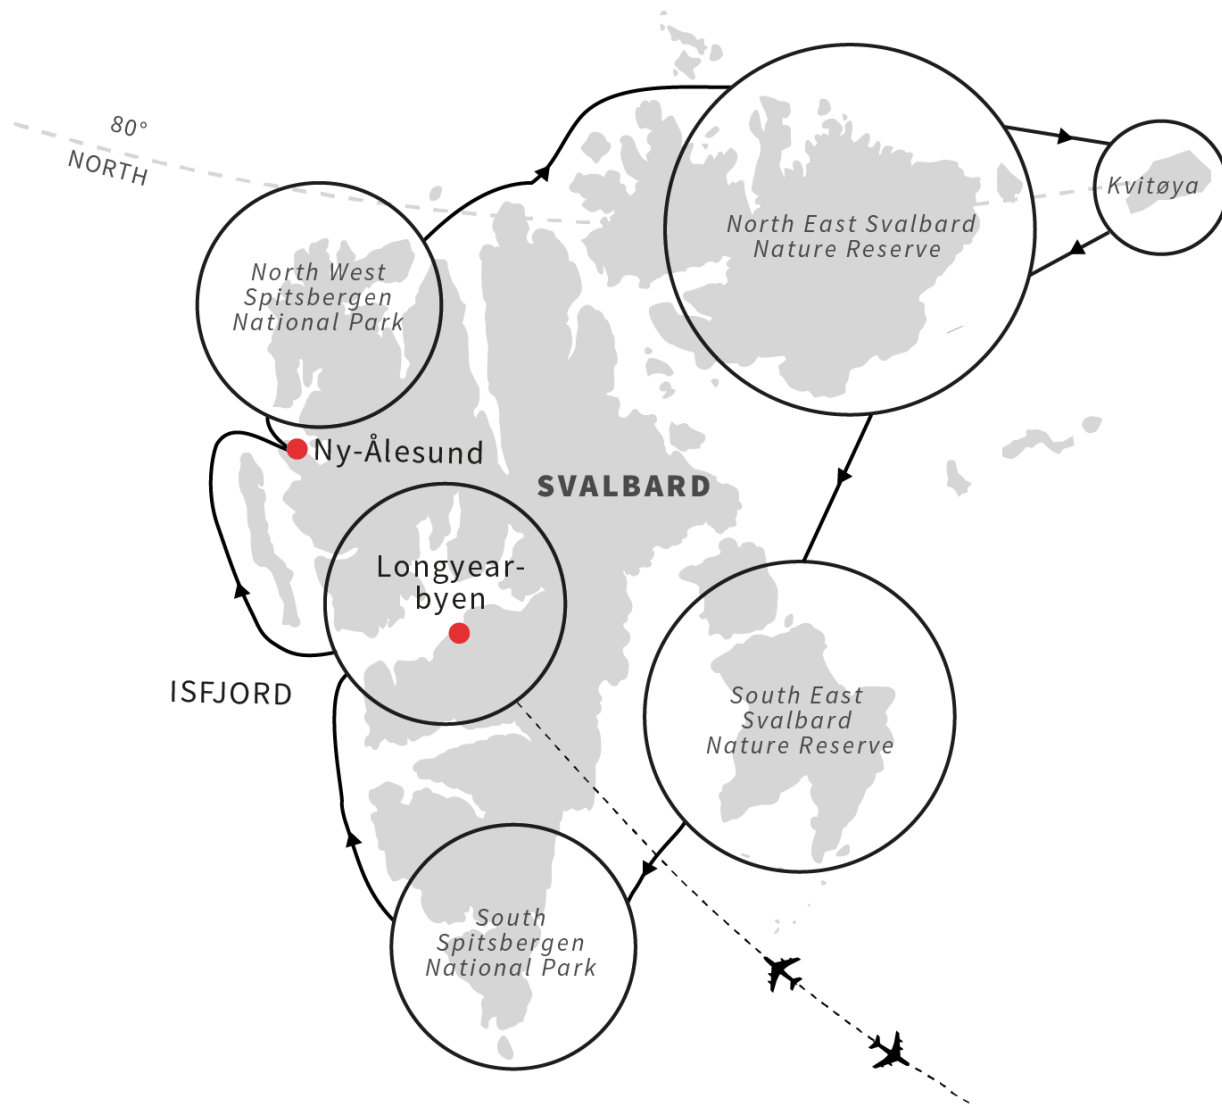 80°
NORTH
Kvitøya
North East Svalbard
Nature Reserve
North West
Spitsbergen
National Park
Ny-Ålesund
SVALBARD
Longyear-
byen
ISFJORD
South East
Svalbard
Nature Reserve
South
Spitsbergen
National Park